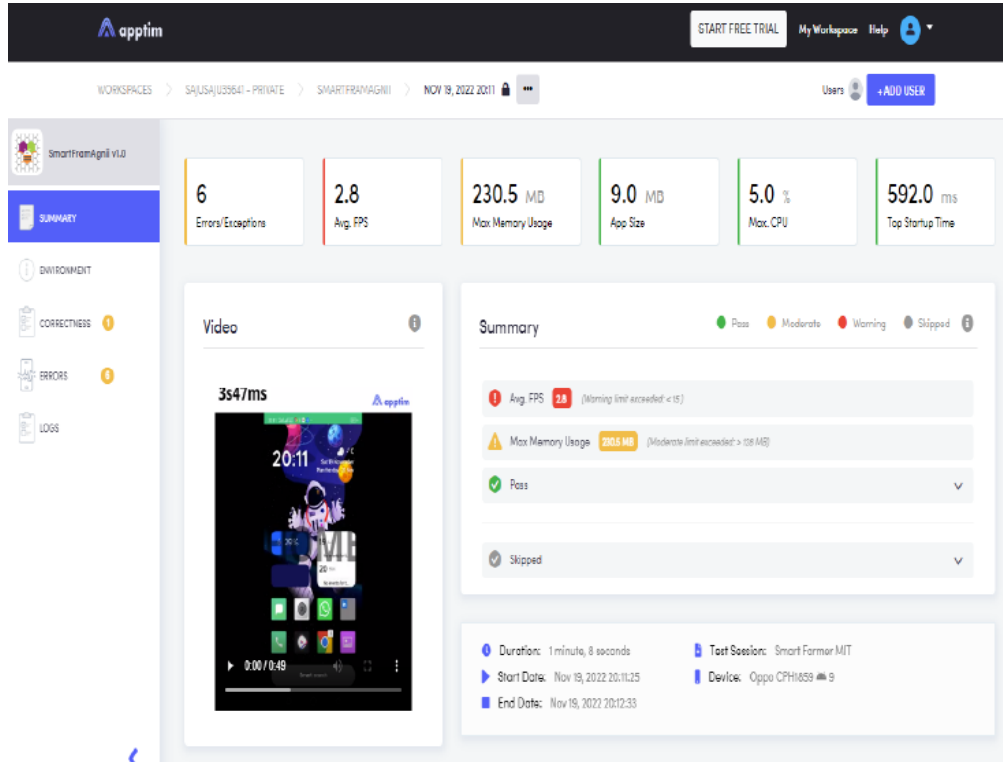 apptim
START FREE TRIAL
My Workspace
Help
WORKSPACES
SAJUSAJU35641 - PRIVATE
SMARTFRAMAGNII
NOV 19, 2022 20:11
Users
+ADD USER
SmartFramAgnii v1.0
SUMMARY
ENVIRONMENT
CORRECTNESS 1
ERRORS 6
LOGS
6
Errors/Exceptions
2.8
Avg. FPS
230.5 MB
Max Memory Usage
9.0 MB
App Size
5.0 %
Max. CPU
592.0 ms
Top Startup Time
Video
3s47ms
apptim
20:11
20
0:00 / 0:49
Summary
Pass
Moderate
Warning
Skipped
Avg. FPS 2.8 (Warning limit exceeded: < 15)
Max Memory Usage 230.5 MB (Moderate limit exceeded: > 138 MB)
Pass
Skipped
Duration: 1 minute, 8 seconds
Start Date: Nov 19, 2022 20:11:25
End Date: Nov 19, 2022 20:12:33
Test Session: Smart Farmer MIT
Device: Oppo CPH1859 9